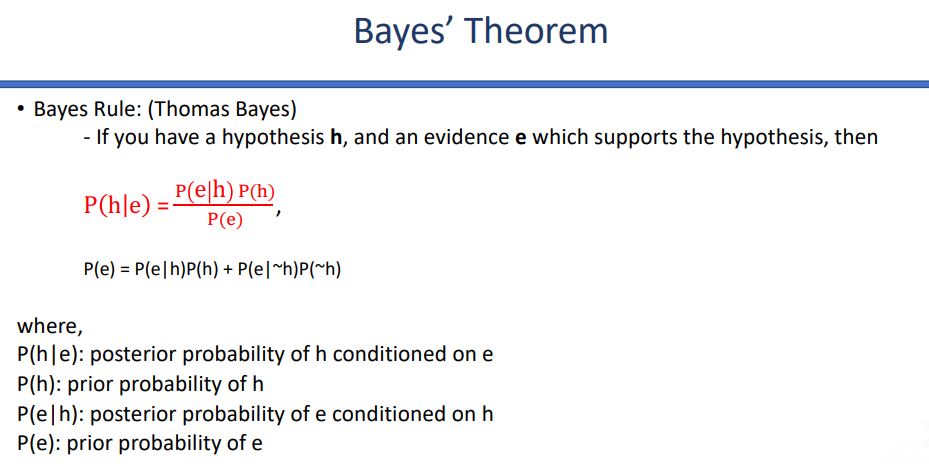 Bayes’ Theorem
• Bayes Rule: (Thomas Bayes)
- If you have a hypothesis h, and an evidence e which supports the hypothesis, then
P(h|e) = P(e|h) P(h) / P(e) ,
P(e) = P(e|h)P(h) + P(e|~h)P(~h)
where,
P(h|e): posterior probability of h conditioned on e
P(h): prior probability of h
P(e|h): posterior probability of e conditioned on h
P(e): prior probability of e